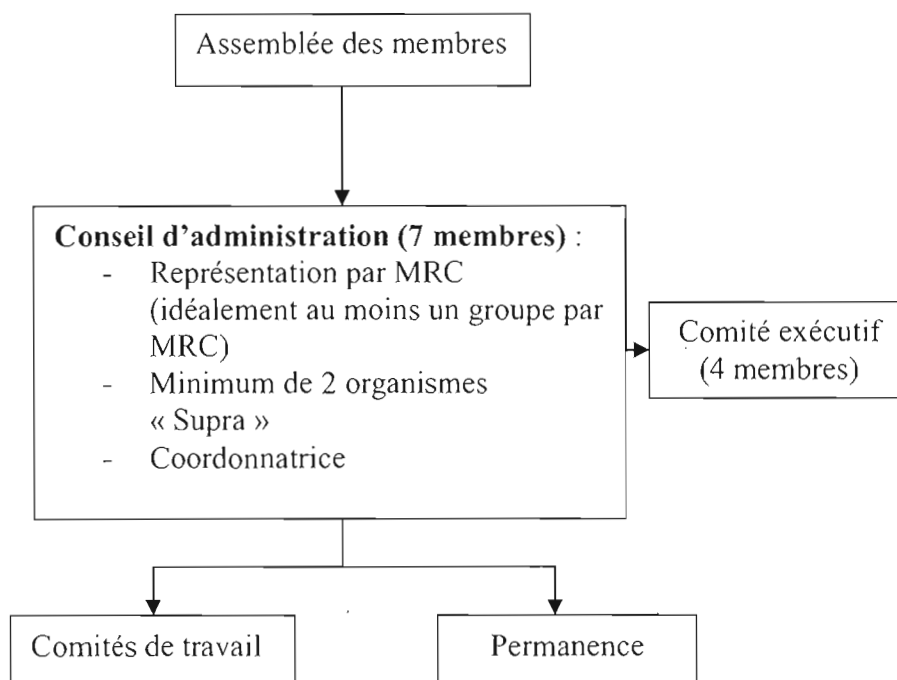 Assemblée des membres
Conseil d'administration (7 membres) :
- Représentation par MRC
(idéalement au moins un groupe par
MRC)
- Minimum de 2 organismes
« Supra »
- Coordonnatrice
Comité exécutif
(4 membres)
Comités de travail
Permanence